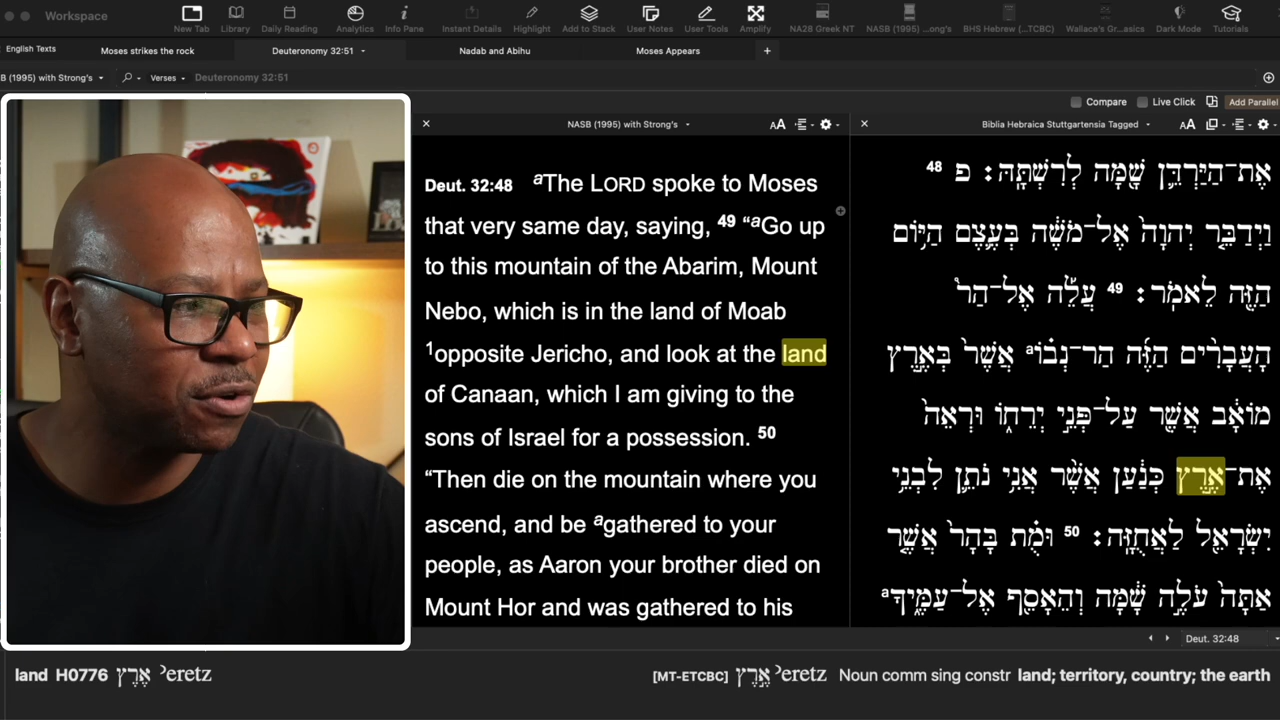 Workspace
New Tab
Library
Daily Reading
Analytics
Info Pane
Instant Details
Highlight
Add to Stack
User Notes
User Tools
Amplify
NA28 Greek NT
NASB (1995) ...ong's
BHS Hebrew (...TCBC)
Wallace's Gr...asics
Dark Mode
Tutorials
English Texts
Moses strikes the rock
Deuteronomy 32:51
Nadab and Abihu
Moses Appears
+
B (1995) with Strong's
Verses
Deuteronomy 32:51
Compare
Live Click
Add Parallel
NASB (1995) with Strong's
AA
Deut. 32:48 aThe LORD spoke to Moses
that very same day, saying, 49 “aGo up
to this mountain of the Abarim, Mount
Nebo, which is in the land of Moab
1opposite Jericho, and look at the land
of Canaan, which I am giving to the
sons of Israel for a possession. 50
“Then die on the mountain where you
ascend, and be agathered to your
people, as Aaron your brother died on
Mount Hor and was gathered to his
Biblia Hebraica Stuttgartensia Tagged
AA
אֶת־הַיַּרְדֵּ֛ן שָׁ֖מָּה לְרִשְׁתָּֽהּ׃ פ 48
וַיְדַבֵּ֤ר יְהוָה֙ אֶל־מֹשֶׁ֔ה בְּעֶ֛צֶם הַיּ֥וֹם
הַזֶּ֖ה לֵאמֹֽר׃ 49 עֲלֵ֡ה אֶל־הַר֩
הָעֲבָרִ֨ים הַזֶּ֜ה הַר־נְב֗וֹ a אֲשֶׁר֙ בְּאֶ֣רֶץ
מוֹאָ֔ב אֲשֶׁ֖ר עַל־פְּנֵ֣י יְרֵח֑וֹ וּרְאֵה֙
אֶת־אֶ֣רֶץ כְּנַ֔עַן אֲשֶׁ֨ר אֲנִ֥י נֹתֵ֛ן לִבְנֵ֥י
יִשְׂרָאֵ֖ל לַאֲחֻזָּֽה׃ 50 וּמֻ֗ת בָּהָר֙ אֲשֶׁ֤ר
אַתָּה֙ עֹלֶ֣ה שָׁ֔מָּה וְהֵאָסֵ֖ף אֶל־עַמֶּ֑יךָ a
Deut. 32:48
land H0776 אֶרֶץ ʾeretz
[MT-ETCBC] אֶ֣רֶץ ʾeretz Noun comm sing constr land; territory, country; the earth